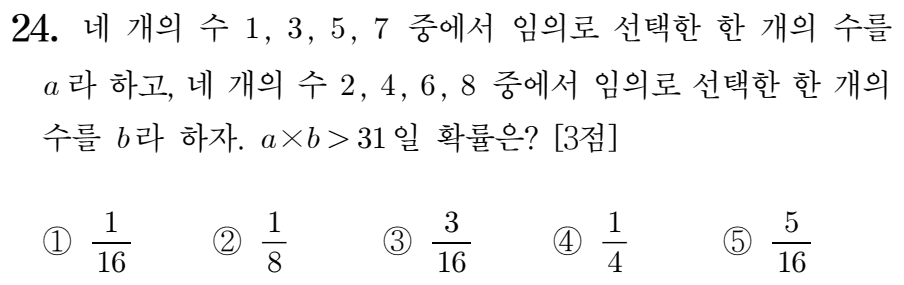 24. 네 개의 수 1, 3, 5, 7 중에서 임의로 선택한 한 개의 수를
a라 하고, 네 개의 수 2, 4, 6, 8 중에서 임의로 선택한 한 개의
수를 b라 하자. a×b>31일 확률은? [3점]
① 1/16 ② 1/8 ③ 3/16 ④ 1/4 ⑤ 5/16